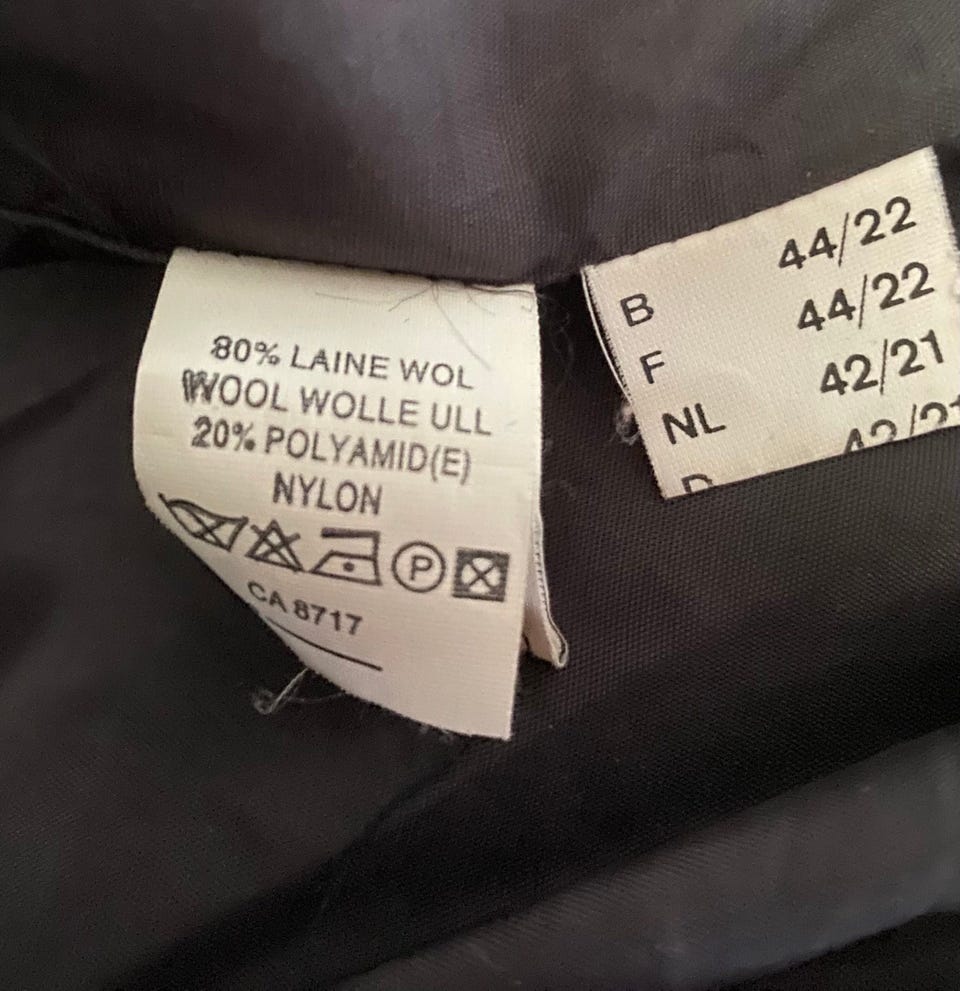 80% LAINE WOL
WOOL WOLLE ULL
20% POLYAMID(E)
NYLON
P
CA 8717
B 44/22
F 44/22
NL 42/21